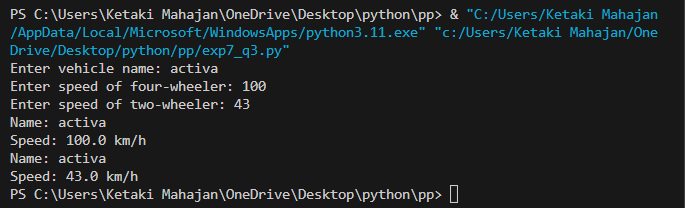 PS C:\Users\Ketaki Mahajan\OneDrive\Desktop\python\pp> & "C:/Users/Ketaki Mahajan
/AppData/Local/Microsoft/WindowsApps/python3.11.exe" "c:/Users/Ketaki Mahajan/One
Drive/Desktop/python/pp/exp7_q3.py"
Enter vehicle name: activa
Enter speed of four-wheeler: 100
Enter speed of two-wheeler: 43
Name: activa
Speed: 100.0 km/h
Name: activa
Speed: 43.0 km/h
PS C:\Users\Ketaki Mahajan\OneDrive\Desktop\python\pp>